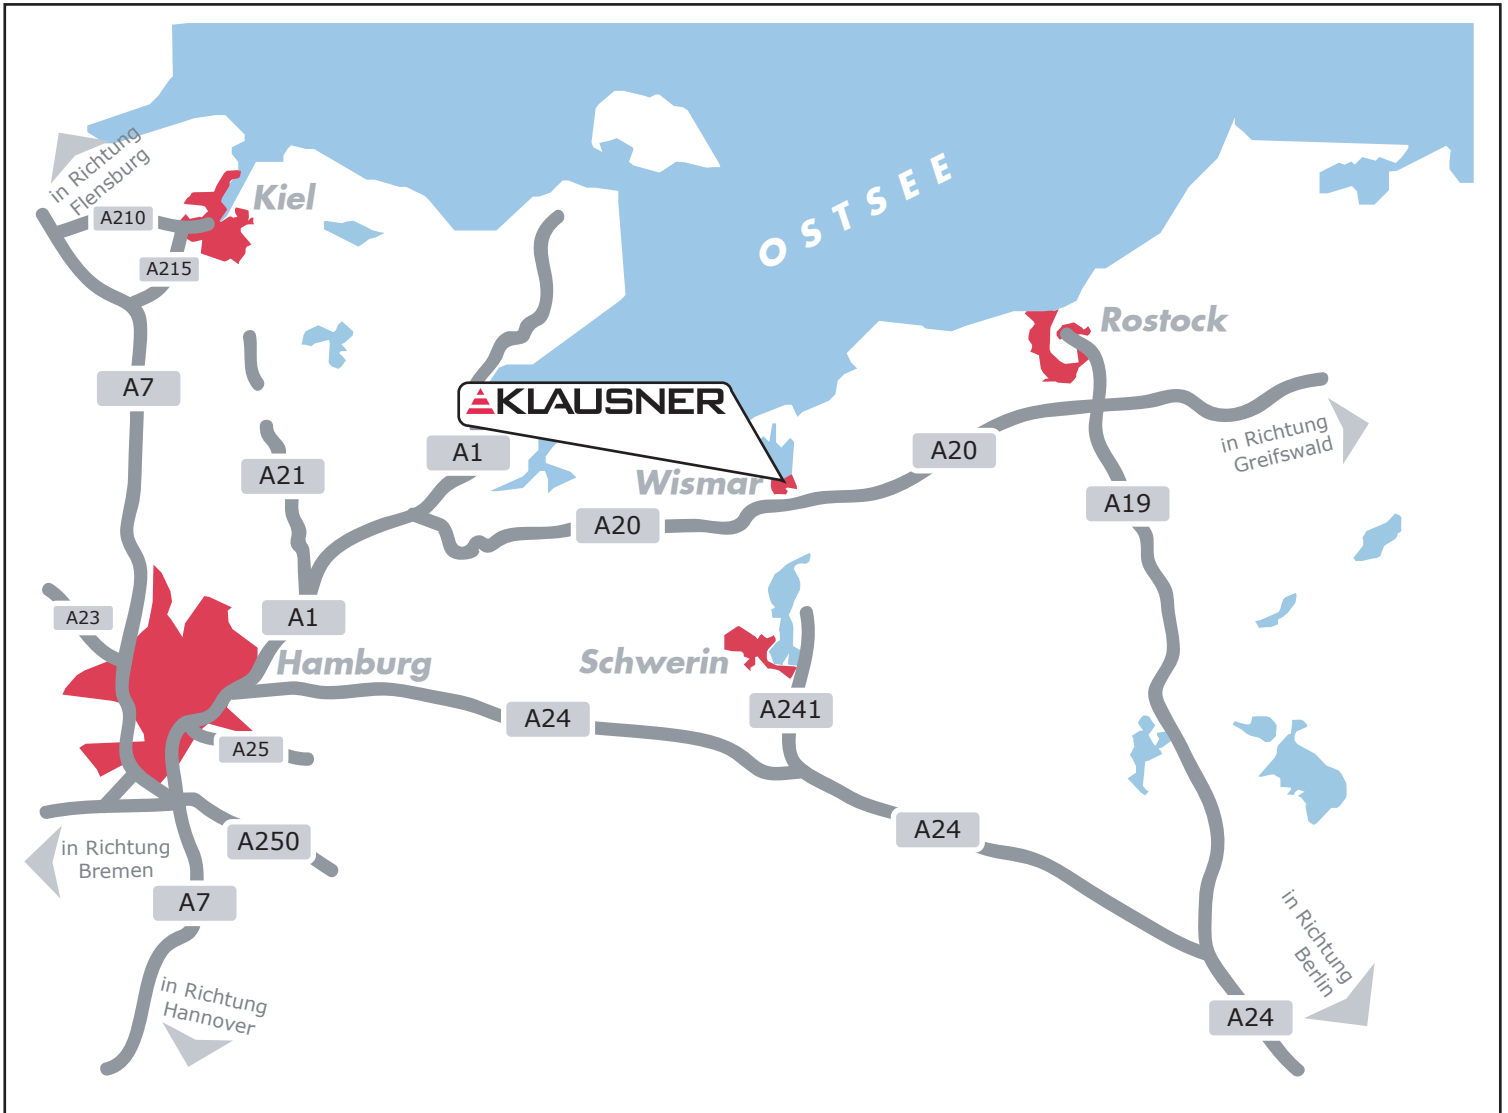 OSTSEE
in Richtung
Flensburg
Kiel
A210
A215
A7
Rostock
KLAUSNER
A1
A21
Wismar
A20
A20
in Richtung
Greifswald
A19
A23
A1
Hamburg
Schwerin
A24
A241
A25
A24
A250
in Richtung
Bremen
A7
in Richtung
Hannover
in Richtung
Berlin
A24